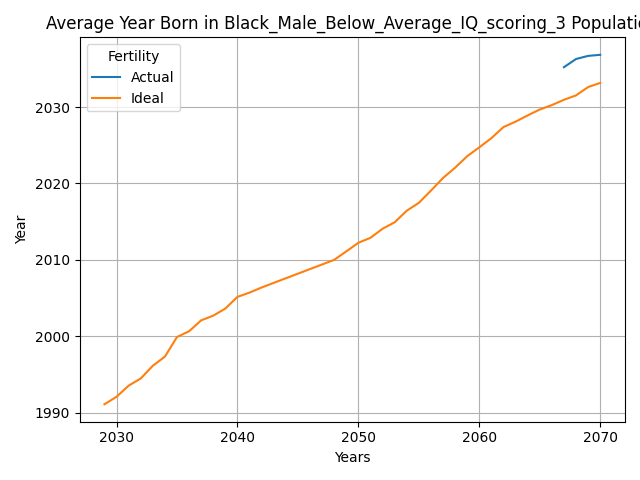 Average Year Born in Black_Male_Below_Average_IQ_scoring_3 Populatio
Fertility
Actual
Ideal
Year
2030
2020
2010
2000
1990
2030 2040 2050 2060 2070
Years